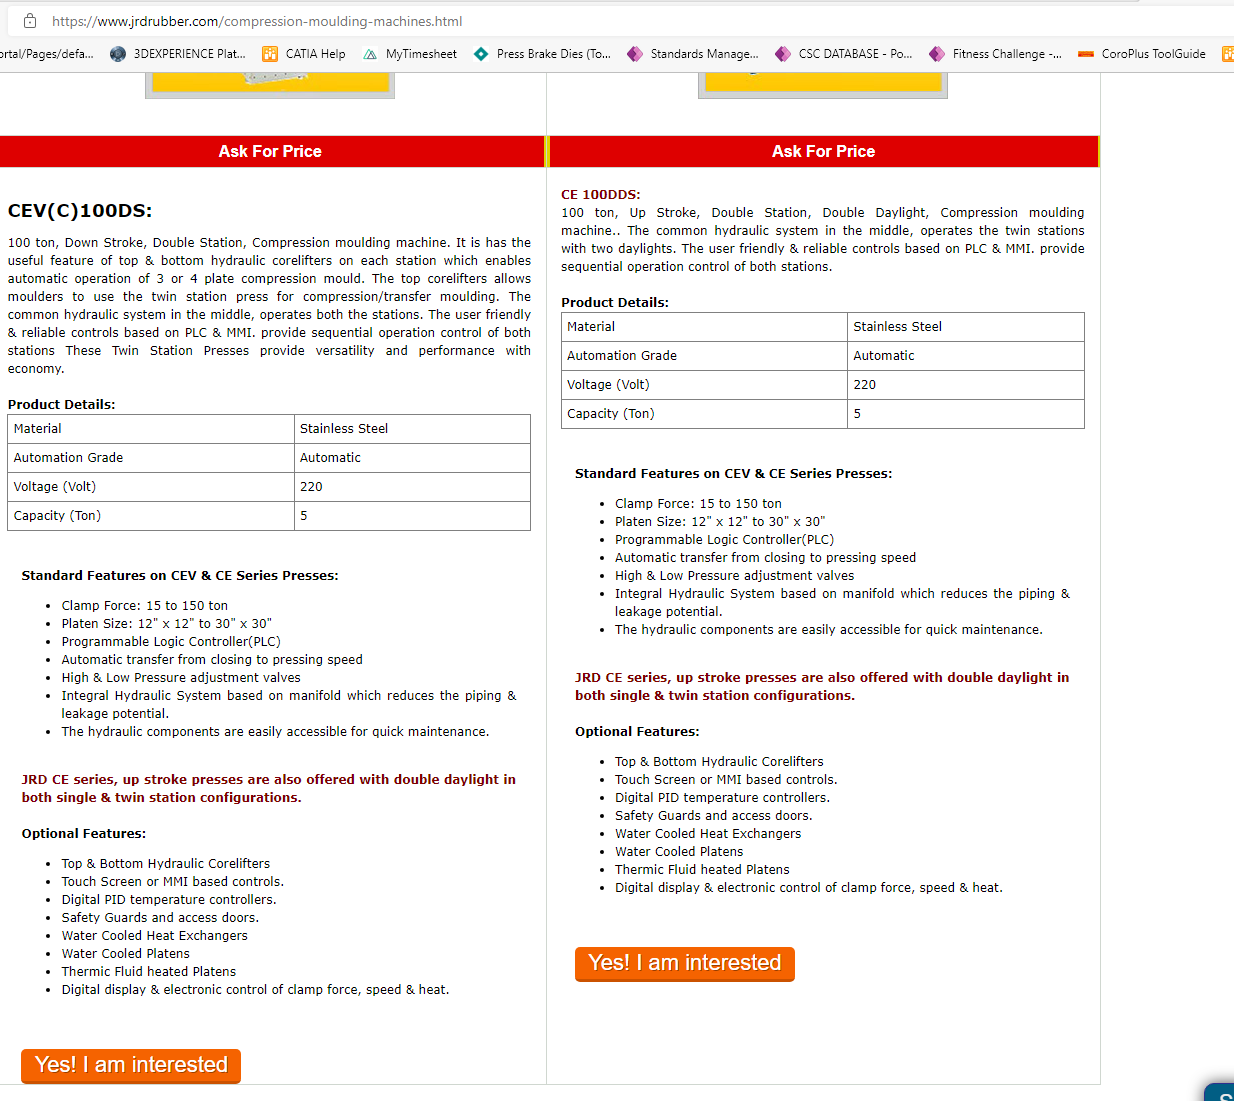 https://www.jrdrubber.com/compression-moulding-machines.html
ortal/Pages/defa... 3DEXPERIENCE Plat... CATIA Help MyTimesheet Press Brake Dies (To... Standards Manage... CSC DATABASE - Po... Fitness Challenge -... CoroPlus ToolGuide
Ask For Price
CEV(C)100DS:
100 ton, Down Stroke, Double Station, Compression moulding machine. It is has the
useful feature of top & bottom hydraulic corelifters on each station which enables
automatic operation of 3 or 4 plate compression mould. The top corelifters allows
moulders to use the twin station press for compression/transfer moulding. The
common hydraulic system in the middle, operates both the stations. The user friendly
& reliable controls based on PLC & MMI. provide sequential operation control of both
stations These Twin Station Presses provide versatility and performance with
economy.
Product Details:
Material Stainless Steel
Automation Grade Automatic
Voltage (Volt) 220
Capacity (Ton) 5
Standard Features on CEV & CE Series Presses:
• Clamp Force: 15 to 150 ton
• Platen Size: 12" x 12" to 30" x 30"
• Programmable Logic Controller(PLC)
• Automatic transfer from closing to pressing speed
• High & Low Pressure adjustment valves
• Integral Hydraulic System based on manifold which reduces the piping &
leakage potential.
• The hydraulic components are easily accessible for quick maintenance.
JRD CE series, up stroke presses are also offered with double daylight in
both single & twin station configurations.
Optional Features:
• Top & Bottom Hydraulic Corelifters
• Touch Screen or MMI based controls.
• Digital PID temperature controllers.
• Safety Guards and access doors.
• Water Cooled Heat Exchangers
• Water Cooled Platens
• Thermic Fluid heated Platens
• Digital display & electronic control of clamp force, speed & heat.
Yes! I am interested
Ask For Price
CE 100DDS:
100 ton, Up Stroke, Double Station, Double Daylight, Compression moulding
machine.. The common hydraulic system in the middle, operates the twin stations
with two daylights. The user friendly & reliable controls based on PLC & MMI. provide
sequential operation control of both stations.
Product Details:
Material Stainless Steel
Automation Grade Automatic
Voltage (Volt) 220
Capacity (Ton) 5
Standard Features on CEV & CE Series Presses:
• Clamp Force: 15 to 150 ton
• Platen Size: 12" x 12" to 30" x 30"
• Programmable Logic Controller(PLC)
• Automatic transfer from closing to pressing speed
• High & Low Pressure adjustment valves
• Integral Hydraulic System based on manifold which reduces the piping &
leakage potential.
• The hydraulic components are easily accessible for quick maintenance.
JRD CE series, up stroke presses are also offered with double daylight in
both single & twin station configurations.
Optional Features:
• Top & Bottom Hydraulic Corelifters
• Touch Screen or MMI based controls.
• Digital PID temperature controllers.
• Safety Guards and access doors.
• Water Cooled Heat Exchangers
• Water Cooled Platens
• Thermic Fluid heated Platens
• Digital display & electronic control of clamp force, speed & heat.
Yes! I am interested